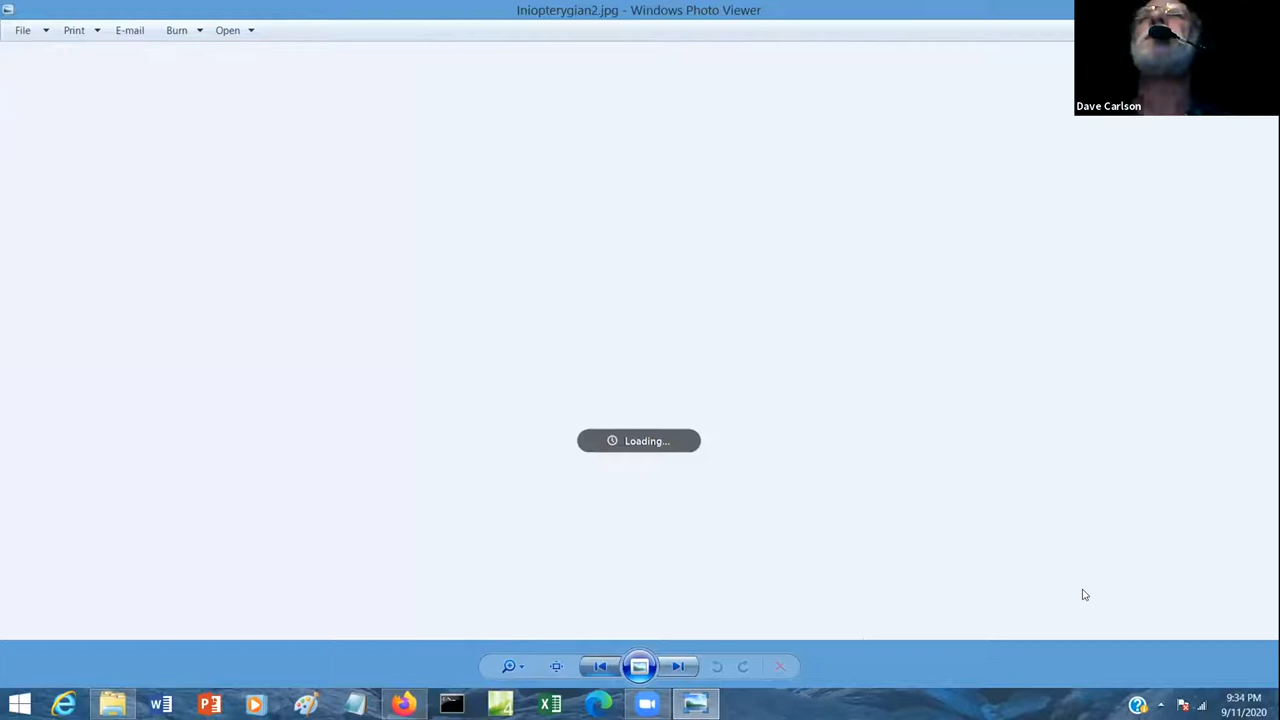 Iniopterygian2.jpg - Windows Photo Viewer
File Print E-mail Burn Open
Dave Carlson
Loading...
9:34 PM
9/11/2020